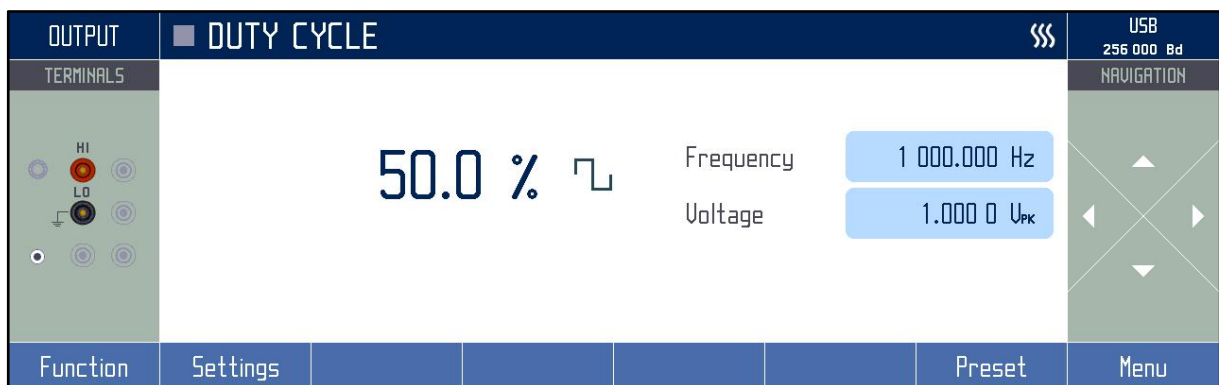 OUTPUT
DUTY CYCLE
USB
256 000 Bd
TERMINALS
NAVIGATION
HI
LO
50.0 %
Frequency 1 000.000 Hz
Voltage 1.000 0 VPK
Function Settings Preset Menu